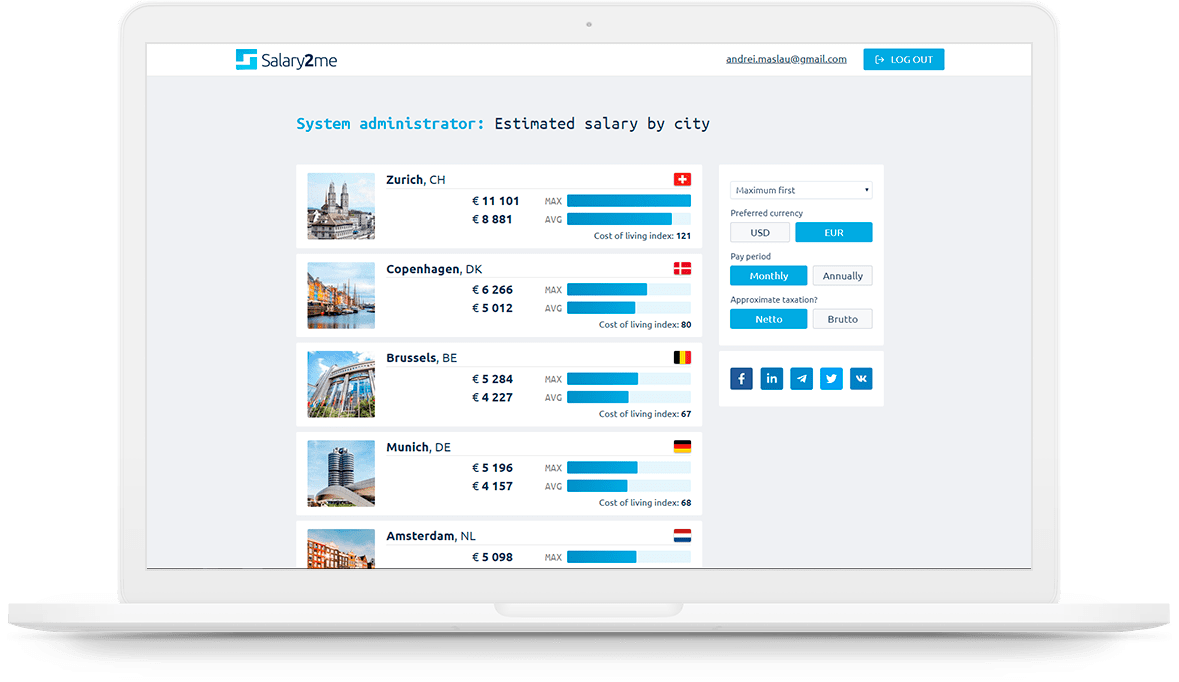 Salary2me
andrei.maslau@gmail.com
LOG OUT
System administrator: Estimated salary by city
Zurich, CH
€ 11 101 MAX
€ 8 881 AVG
Cost of living index: 121
Copenhagen, DK
€ 6 266 MAX
€ 5 012 AVG
Cost of living index: 80
Brussels, BE
€ 5 284 MAX
€ 4 227 AVG
Cost of living index: 67
Munich, DE
€ 5 196 MAX
€ 4 157 AVG
Cost of living index: 68
Amsterdam, NL
€ 5 098 MAX
Maximum first
Preferred currency
USD EUR
Pay period
Monthly Annually
Approximate taxation?
Netto Brutto